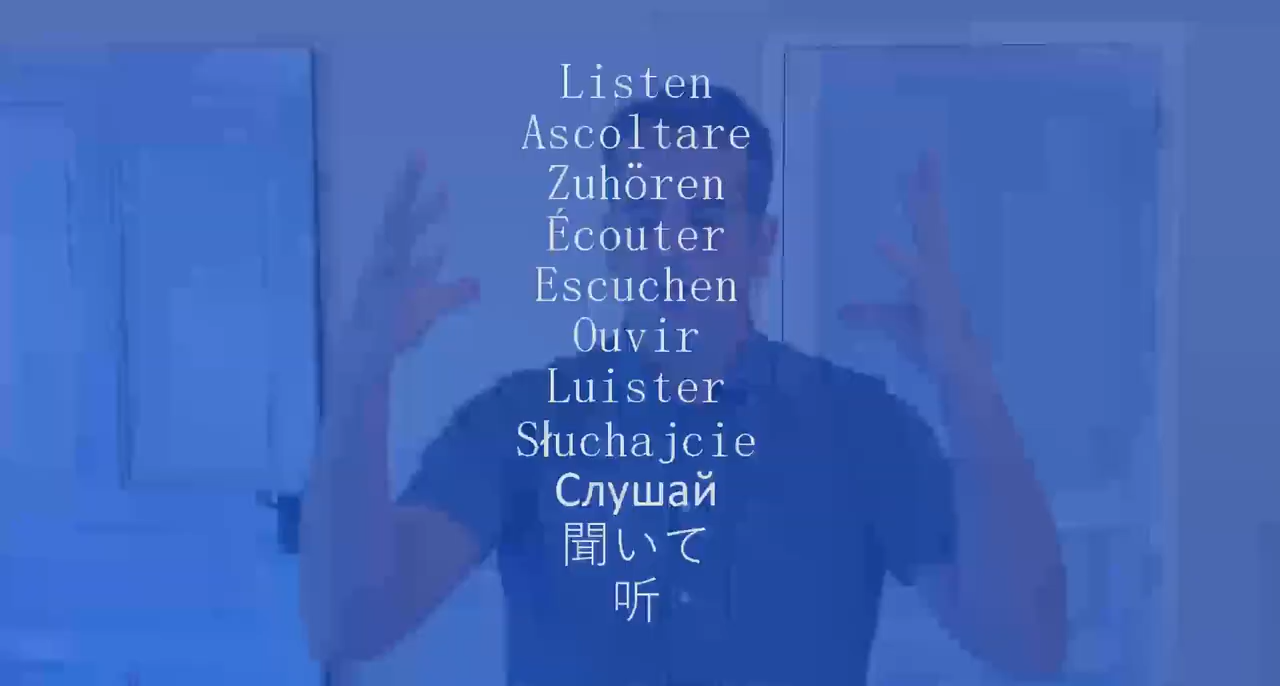 Listen
Ascoltare
Zuhören
Écouter
Escuchen
Ouvir
Luister
Słuchajcie
Слушай
聞いて
听